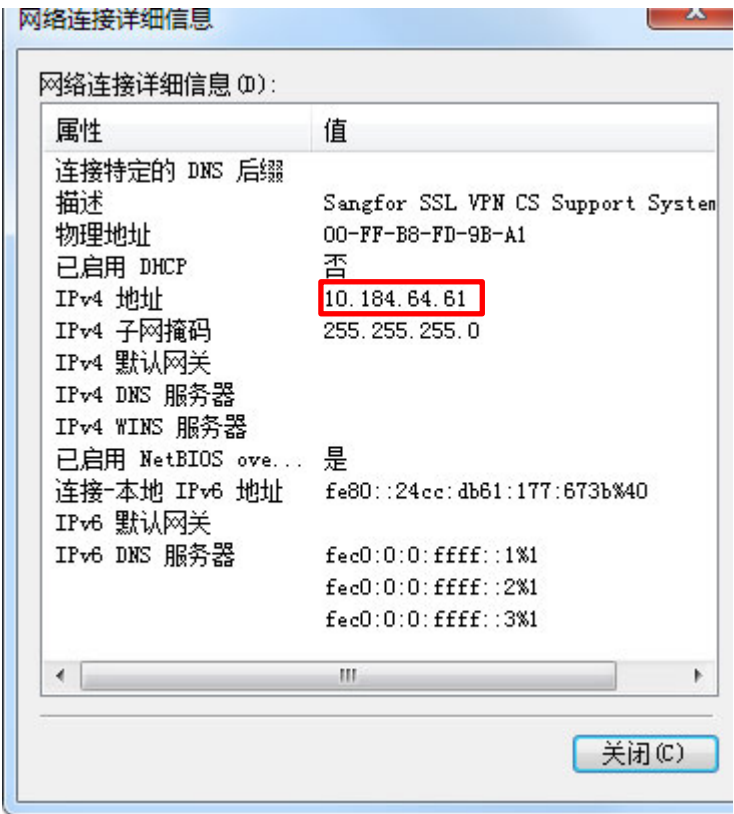 网络连接详细信息
网络连接详细信息(D):
属性 值
连接特定的 DNS 后缀
描述 Sangfor SSL VPN CS Support System
物理地址 00-FF-B8-FD-9B-A1
已启用 DHCP 否
IPv4 地址 10.184.64.61
IPv4 子网掩码 255.255.255.0
IPv4 默认网关
IPv4 DNS 服务器
IPv4 WINS 服务器
已启用 NetBIOS ove... 是
连接-本地 IPv6 地址 fe80::24cc:db61:177:673b%40
IPv6 默认网关
IPv6 DNS 服务器 fec0:0:0:ffff::1%1
fec0:0:0:ffff::2%1
fec0:0:0:ffff::3%1
关闭(C)